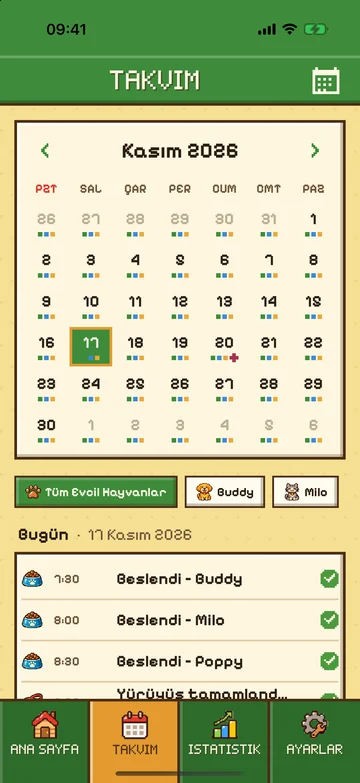 09:41
TAKVIM
Kasım 2026
PZT SAL ÇAR PER CUM CMT PAZ
26 27 28 29 30 31 1
2 3 4 5 6 7 8
9 10 11 12 13 14 15
16 17 18 19 20 21 22
23 24 25 26 27 28 29
30 1 2 3 4 5 6
Tüm Evcil Hayvanlar Buddy Milo
Bugün · 17 Kasım 2026
7:30 Beslendi - Buddy
8:00 Beslendi - Milo
8:30 Beslendi - Poppy
Yürüyüş tamamland...
ANA SAYFA TAKVIM ISTATISTIK AYARLAR